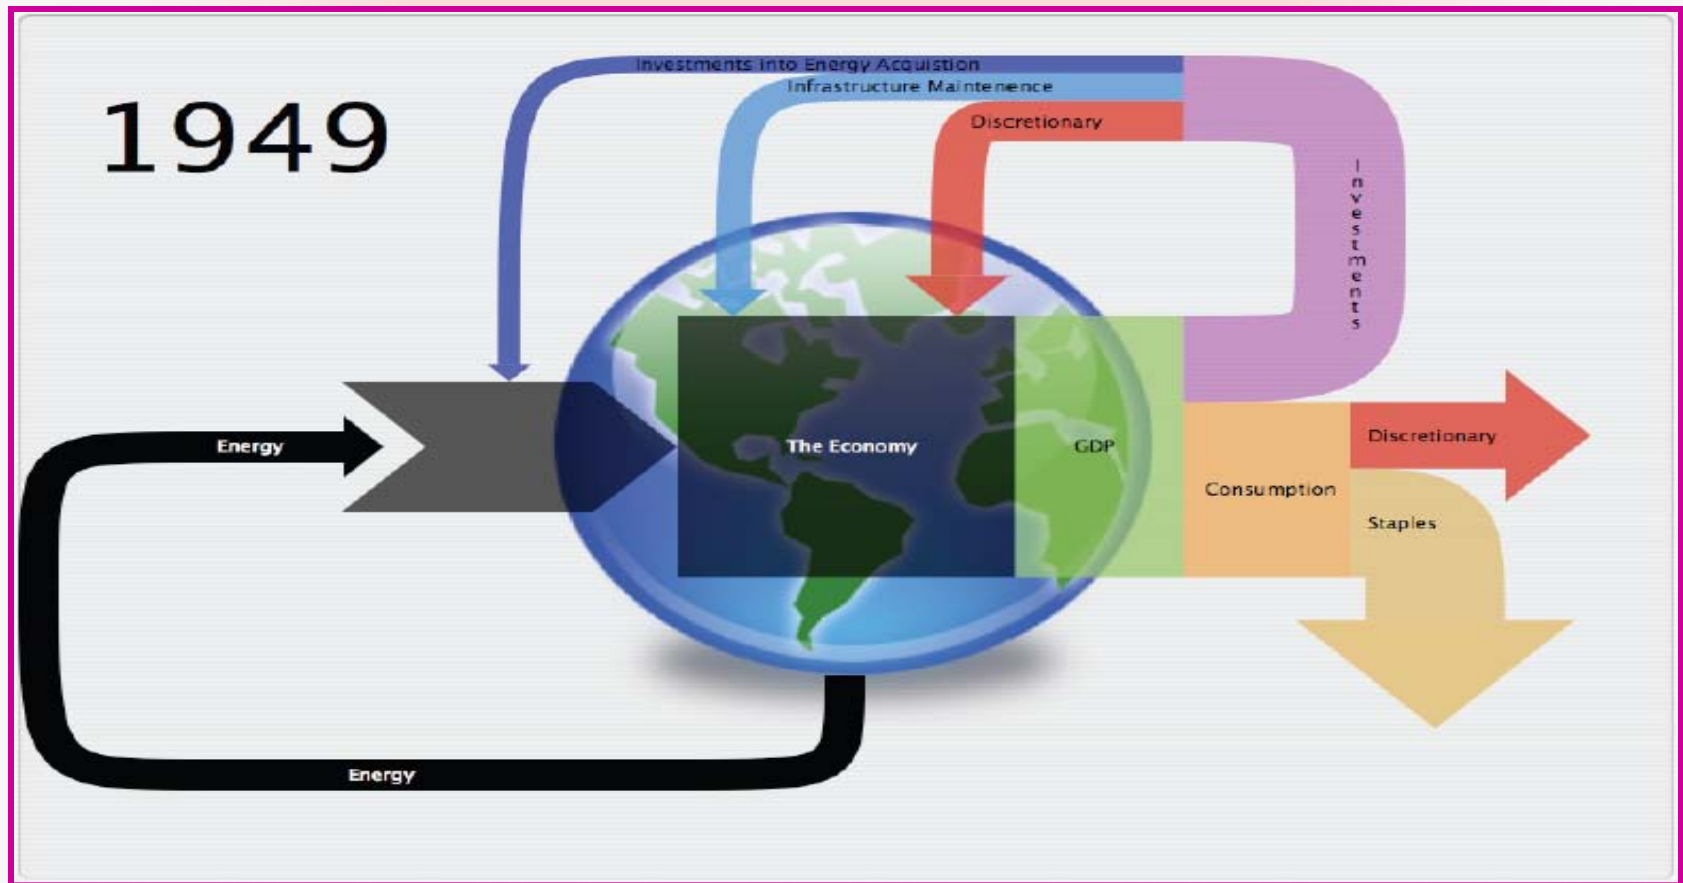 1949
Investments into Energy Acquistion
Infrastructure Maintenence
Discretionary
Investments
Energy
The Economy
GDP
Consumption
Discretionary
Staples
Energy